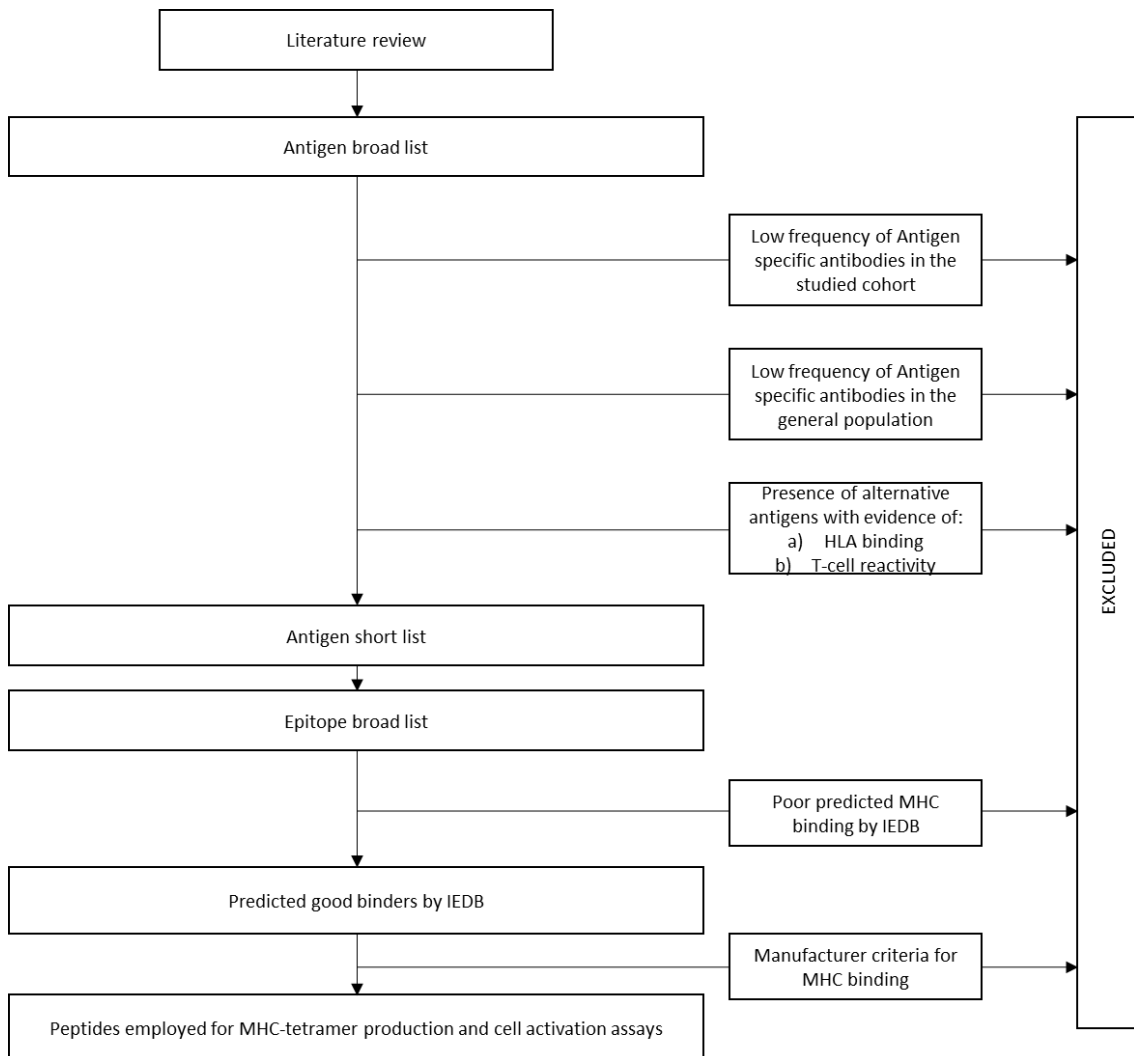 Literature review
Antigen broad list
Low frequency of Antigen
specific antibodies in the
studied cohort
Low frequency of Antigen
specific antibodies in the
general population
Presence of alternative
antigens with evidence of:
a) HLA binding
b) T-cell reactivity
EXCLUDED
Antigen short list
Epitope broad list
Poor predicted MHC
binding by IEDB
Predicted good binders by IEDB
Manufacturer criteria for
MHC binding
Peptides employed for MHC-tetramer production and cell activation assays